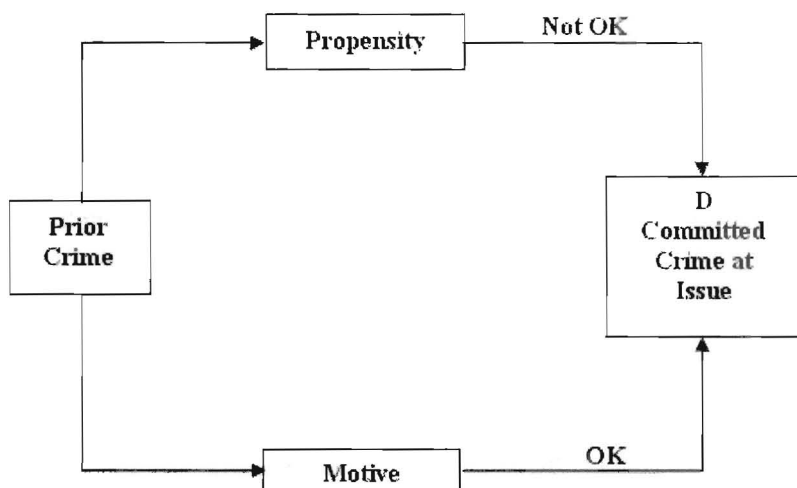 Propensity
Not OK
Prior
Crime
D
Committed
Crime at
Issue
OK
Motive